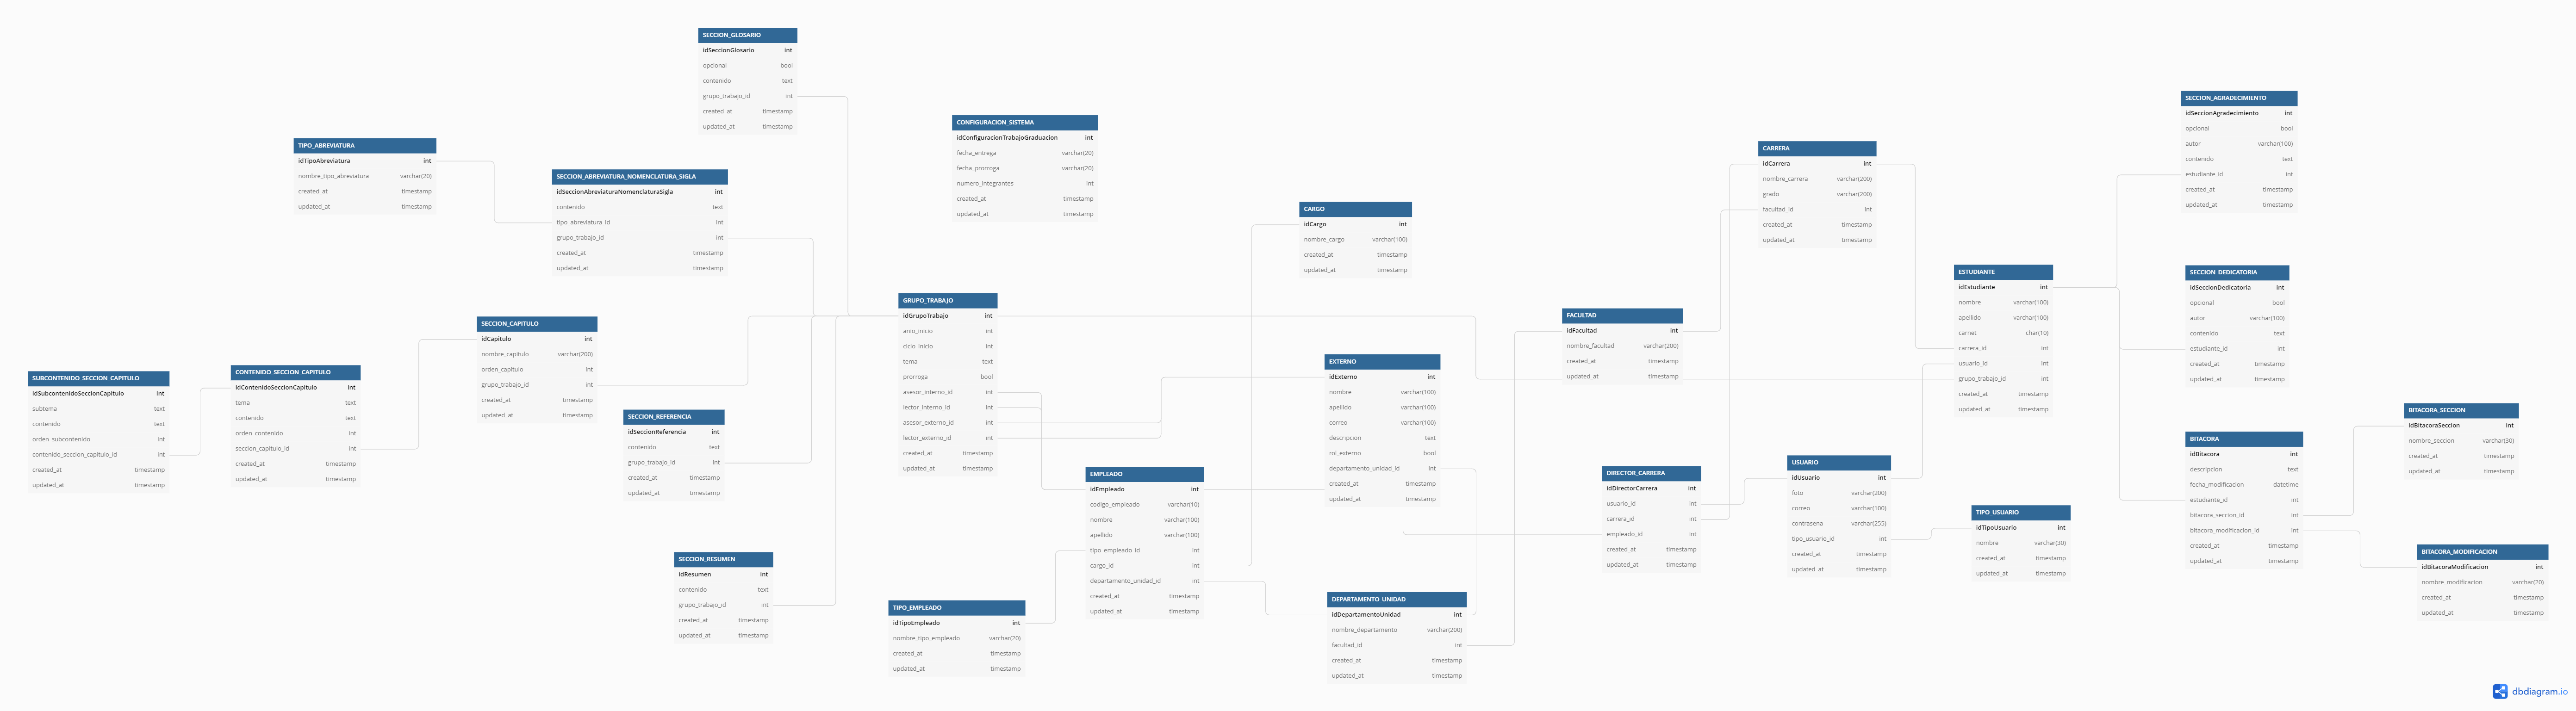 SECCION_GLOSARIO
idSeccionGlosario int
opcional bool
contenido text
grupo_trabajo_id int
created_at timestamp
updated_at timestamp
TIPO_ABREVIATURA
idTipoAbreviatura int
nombre_tipo_abreviatura varchar(20)
created_at timestamp
updated_at timestamp
SECCION_ABREVIATURA_NOMENCLATURA_SIGLA
idSeccionAbreviaturaNomenclaturaSigla int
contenido text
tipo_abreviatura_id int
grupo_trabajo_id int
created_at timestamp
updated_at timestamp
SUBCONTENIDO_SECCION_CAPITULO
idSubcontenidoSeccionCapitulo int
subtema text
contenido text
orden_subcontenido int
contenido_seccion_capitulo_id int
created_at timestamp
updated_at timestamp
CONTENIDO_SECCION_CAPITULO
idContenidoSeccionCapitulo int
tema text
contenido text
orden_contenido int
seccion_capitulo_id int
created_at timestamp
updated_at timestamp
SECCION_CAPITULO
idCapitulo int
nombre_capitulo varchar(200)
orden_capitulo int
grupo_trabajo_id int
created_at timestamp
updated_at timestamp
SECCION_REFERENCIA
idSeccionReferencia int
contenido text
grupo_trabajo_id int
created_at timestamp
updated_at timestamp
SECCION_RESUMEN
idResumen int
contenido text
grupo_trabajo_id int
created_at timestamp
updated_at timestamp
CONFIGURACION_SISTEMA
idConfiguracionTrabajoGraduacion int
fecha_entrega varchar(20)
fecha_prorroga varchar(20)
numero_integrantes int
created_at timestamp
updated_at timestamp
GRUPO_TRABAJO
idGrupoTrabajo int
anio_inicio int
ciclo_inicio int
tema text
prorroga bool
asesor_interno_id int
lector_interno_id int
asesor_externo_id int
lector_externo_id int
created_at timestamp
updated_at timestamp
TIPO_EMPLEADO
idTipoEmpleado int
nombre_tipo_empleado varchar(20)
created_at timestamp
updated_at timestamp
EMPLEADO
idEmpleado int
codigo_empleado varchar(10)
nombre varchar(100)
apellido varchar(100)
tipo_empleado_id int
cargo_id int
departamento_unidad_id int
created_at timestamp
updated_at timestamp
CARGO
idCargo int
nombre_cargo varchar(100)
created_at timestamp
updated_at timestamp
EXTERNO
idExterno int
nombre varchar(100)
apellido varchar(100)
correo varchar(100)
descripcion text
rol_externo bool
departamento_unidad_id int
created_at timestamp
updated_at timestamp
DEPARTAMENTO_UNIDAD
idDepartamentoUnidad int
nombre_departamento varchar(200)
facultad_id int
created_at timestamp
updated_at timestamp
FACULTAD
idFacultad int
nombre_facultad varchar(200)
created_at timestamp
updated_at timestamp
DIRECTOR_CARRERA
idDirectorCarrera int
usuario_id int
carrera_id int
empleado_id int
created_at timestamp
updated_at timestamp
CARRERA
idCarrera int
nombre_carrera varchar(200)
grado varchar(200)
facultad_id int
created_at timestamp
updated_at timestamp
USUARIO
idUsuario int
foto varchar(200)
correo varchar(100)
contrasena varchar(255)
tipo_usuario_id int
created_at timestamp
updated_at timestamp
ESTUDIANTE
idEstudiante int
nombre varchar(100)
apellido varchar(100)
carnet char(10)
carrera_id int
usuario_id int
grupo_trabajo_id int
created_at timestamp
updated_at timestamp
TIPO_USUARIO
idTipoUsuario int
nombre varchar(30)
created_at timestamp
updated_at timestamp
SECCION_AGRADECIMIENTO
idSeccionAgradecimiento int
opcional bool
autor varchar(100)
contenido text
estudiante_id int
created_at timestamp
updated_at timestamp
SECCION_DEDICATORIA
idSeccionDedicatoria int
opcional bool
autor varchar(100)
contenido text
estudiante_id int
created_at timestamp
updated_at timestamp
BITACORA
idBitacora int
descripcion text
fecha_modificacion datetime
estudiante_id int
bitacora_seccion_id int
bitacora_modificacion_id int
created_at timestamp
updated_at timestamp
BITACORA_SECCION
idBitacoraSeccion int
nombre_seccion varchar(30)
created_at timestamp
updated_at timestamp
BITACORA_MODIFICACION
idBitacoraModificacion int
nombre_modificacion varchar(20)
created_at timestamp
updated_at timestamp
dbdiagram.io